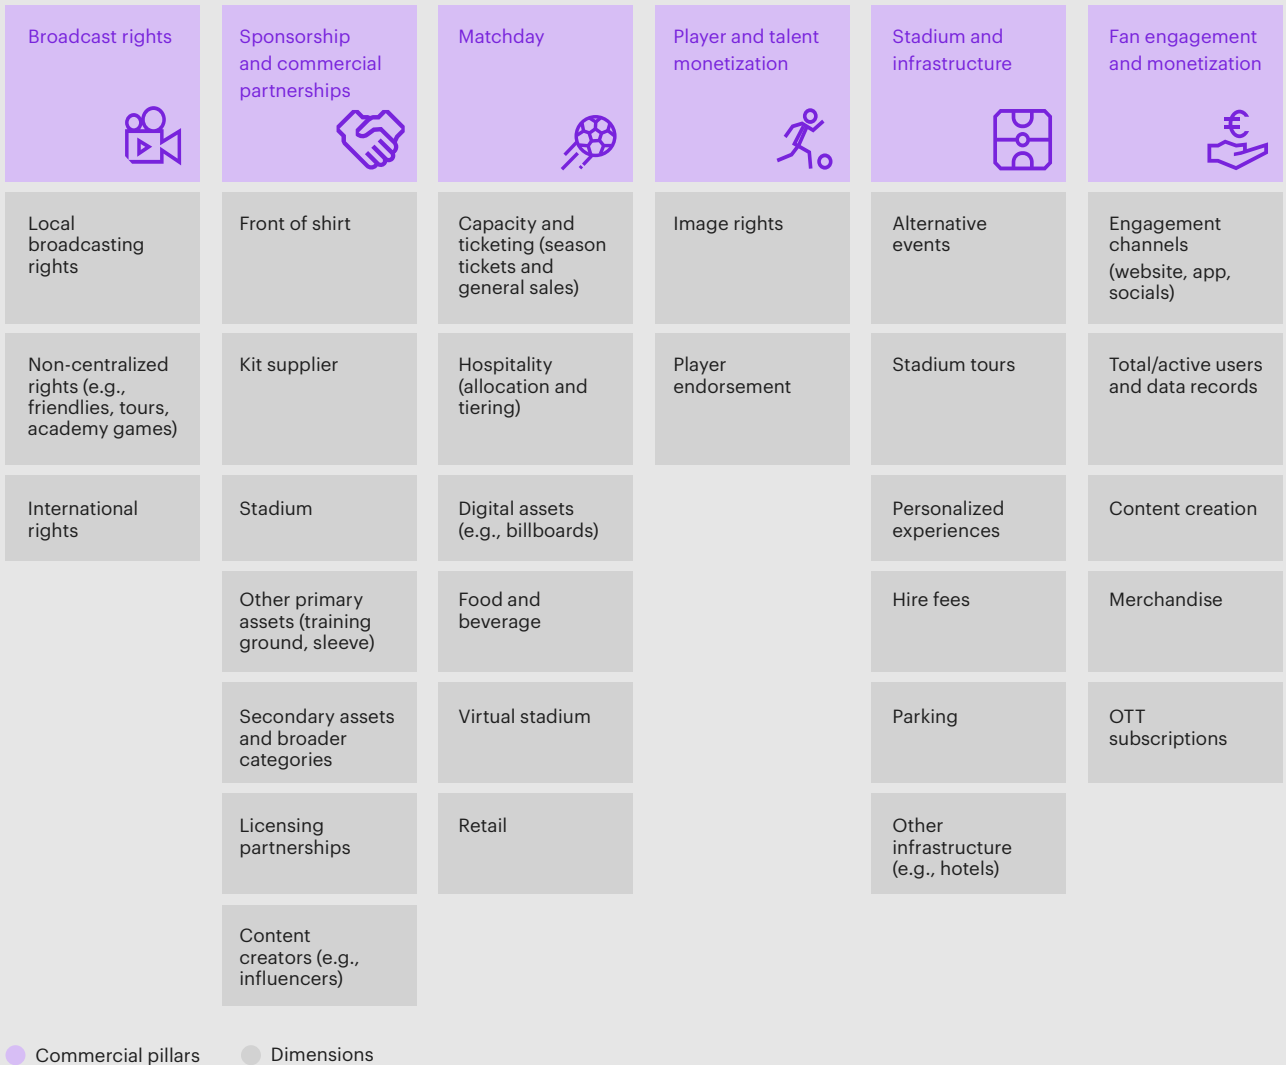 Broadcast rights
Sponsorship
and commercial
partnerships
Matchday
Player and talent
monetization
Stadium and
infrastructure
Fan engagement
and monetization
€
Local
broadcasting
rights
Front of shirt
Capacity and
ticketing (season
tickets and
general sales)
Image rights
Alternative
events
Engagement
channels
(website, app,
socials)
Non-centralized
rights (e.g.,
friendlies, tours,
academy games)
Kit supplier
Hospitality
(allocation and
tiering)
Player
endorsement
Stadium tours
Total/active users
and data records
International
rights
Stadium
Digital assets
(e.g., billboards)
Personalized
experiences
Content creation
Other primary
assets (training
ground, sleeve)
Food and
beverage
Hire fees
Merchandise
Secondary assets
and broader
categories
Virtual stadium
Parking
OTT
subscriptions
Licensing
partnerships
Retail
Other
infrastructure
(e.g., hotels)
Content
creators (e.g.,
influencers)
Commercial pillars
Dimensions